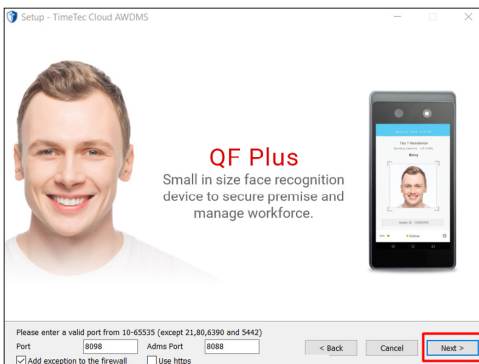 Setup - TimeTec Cloud AWDMS
QF Plus
Small in size face recognition
device to secure premise and
manage workforce.
Please enter a valid port from 10-65535 (except 21,80,6390 and 5442)
Port 8098 Adms Port 8088
Add exception to the firewall Use https
< Back Cancel Next >